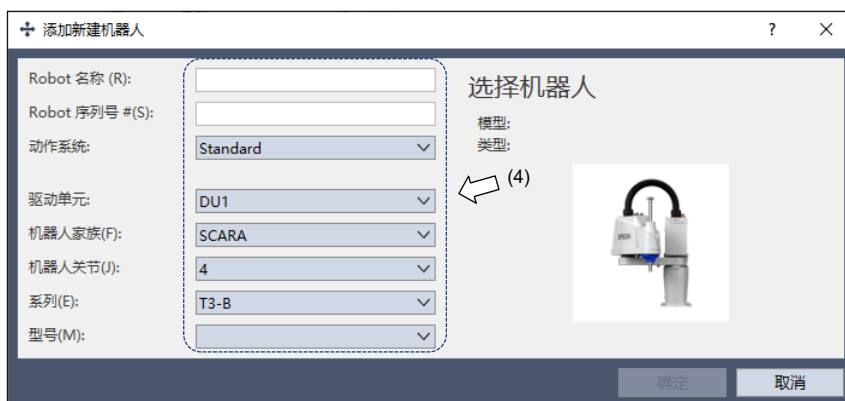 添加新建机器人
?
Robot 名称 (R):
Robot 序列号 #(S):
动作系统:
Standard
驱动单元:
DU1
机器人家族(F):
SCARA
机器人关节(J):
4
系列(E):
T3-B
型号(M):
(4)
选择机器人
模型:
类型:
EPSON
确定
取消